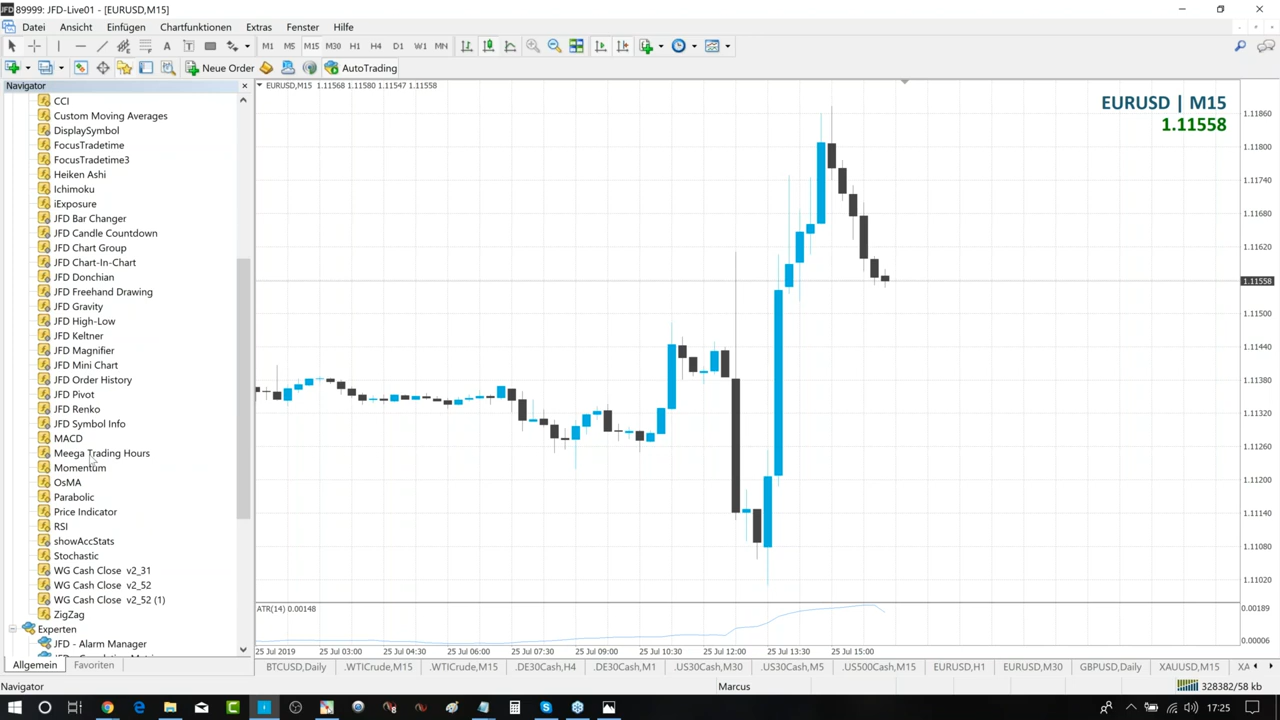 89999: JFD-Live01 - [EURUSD,M15]
Datei Ansicht Einfügen Chartfunktionen Extras Fenster Hilfe
A T M1 M5 M15 M30 H1 H4 D1 W1 MN
Neue Order AutoTrading
Navigator
CCI
Custom Moving Averages
DisplaySymbol
FocusTradetime
FocusTradetime3
Heiken Ashi
Ichimoku
iExposure
JFD Bar Changer
JFD Candle Countdown
JFD Chart Group
JFD Chart-In-Chart
JFD Donchian
JFD Freehand Drawing
JFD Gravity
JFD High-Low
JFD Keltner
JFD Magnifier
JFD Mini Chart
JFD Order History
JFD Pivot
JFD Renko
JFD Symbol Info
MACD
Meega Trading Hours
Momentum
OsMA
Parabolic
Price Indicator
RSI
showAccStats
Stochastic
WG Cash Close v2_31
WG Cash Close v2_52
WG Cash Close v2_52 (1)
ZigZag
Experten
JFD - Alarm Manager
Allgemein Favoriten
EURUSD,M15 1.11568 1.11580 1.11547 1.11558
EURUSD | M15
1.11558
1.11860
1.11800
1.11740
1.11680
1.11620
1.11558
1.11500
1.11440
1.11380
1.11320
1.11260
1.11200
1.11140
1.11080
1.11020
ATR(14) 0.00148
0.00189
0.00006
25 Jul 2019 25 Jul 03:00 25 Jul 04:30 25 Jul 06:00 25 Jul 07:30 25 Jul 09:00 25 Jul 10:30 25 Jul 12:00 25 Jul 13:30 25 Jul 15:00
BTCUSD,Daily .WTICrude,M15 .WTICrude,M15 .DE30Cash,H4 .DE30Cash,M1 .US30Cash,M30 .US30Cash,M5 .US500Cash,M15 EURUSD,H1 EURUSD,M30 GBPUSD,Daily XAUUSD,M15 XA
Navigator Marcus 328382/58 kb
17:25